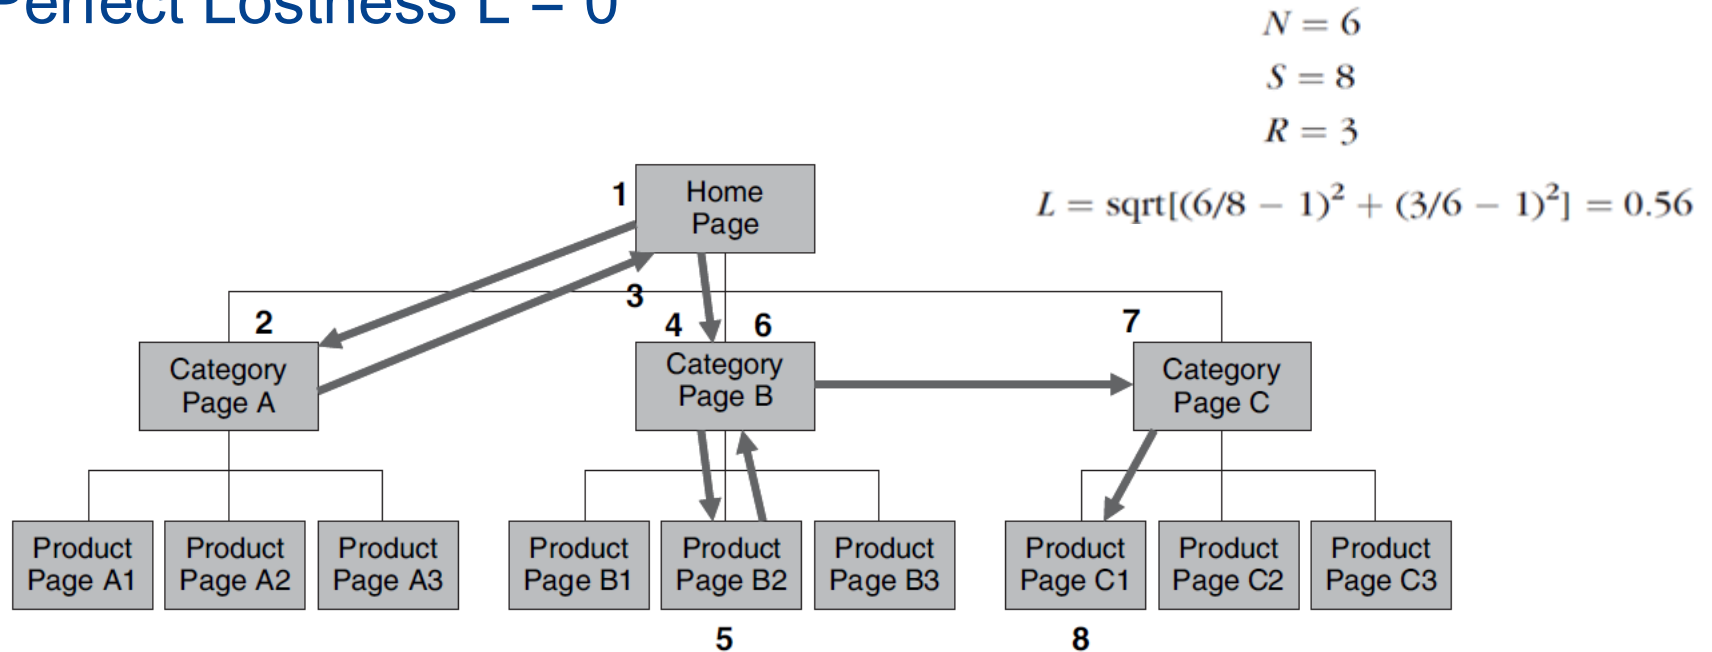 Perfect Lostness L = 0
N = 6
S = 8
R = 3
L = sqrt[(6/8 − 1)² + (3/6 − 1)²] = 0.56
1
Home
Page
3
2
4
6
7
Category
Page A
Category
Page B
Category
Page C
Product
Page A1
Product
Page A2
Product
Page A3
Product
Page B1
Product
Page B2
Product
Page B3
Product
Page C1
Product
Page C2
Product
Page C3
5
8